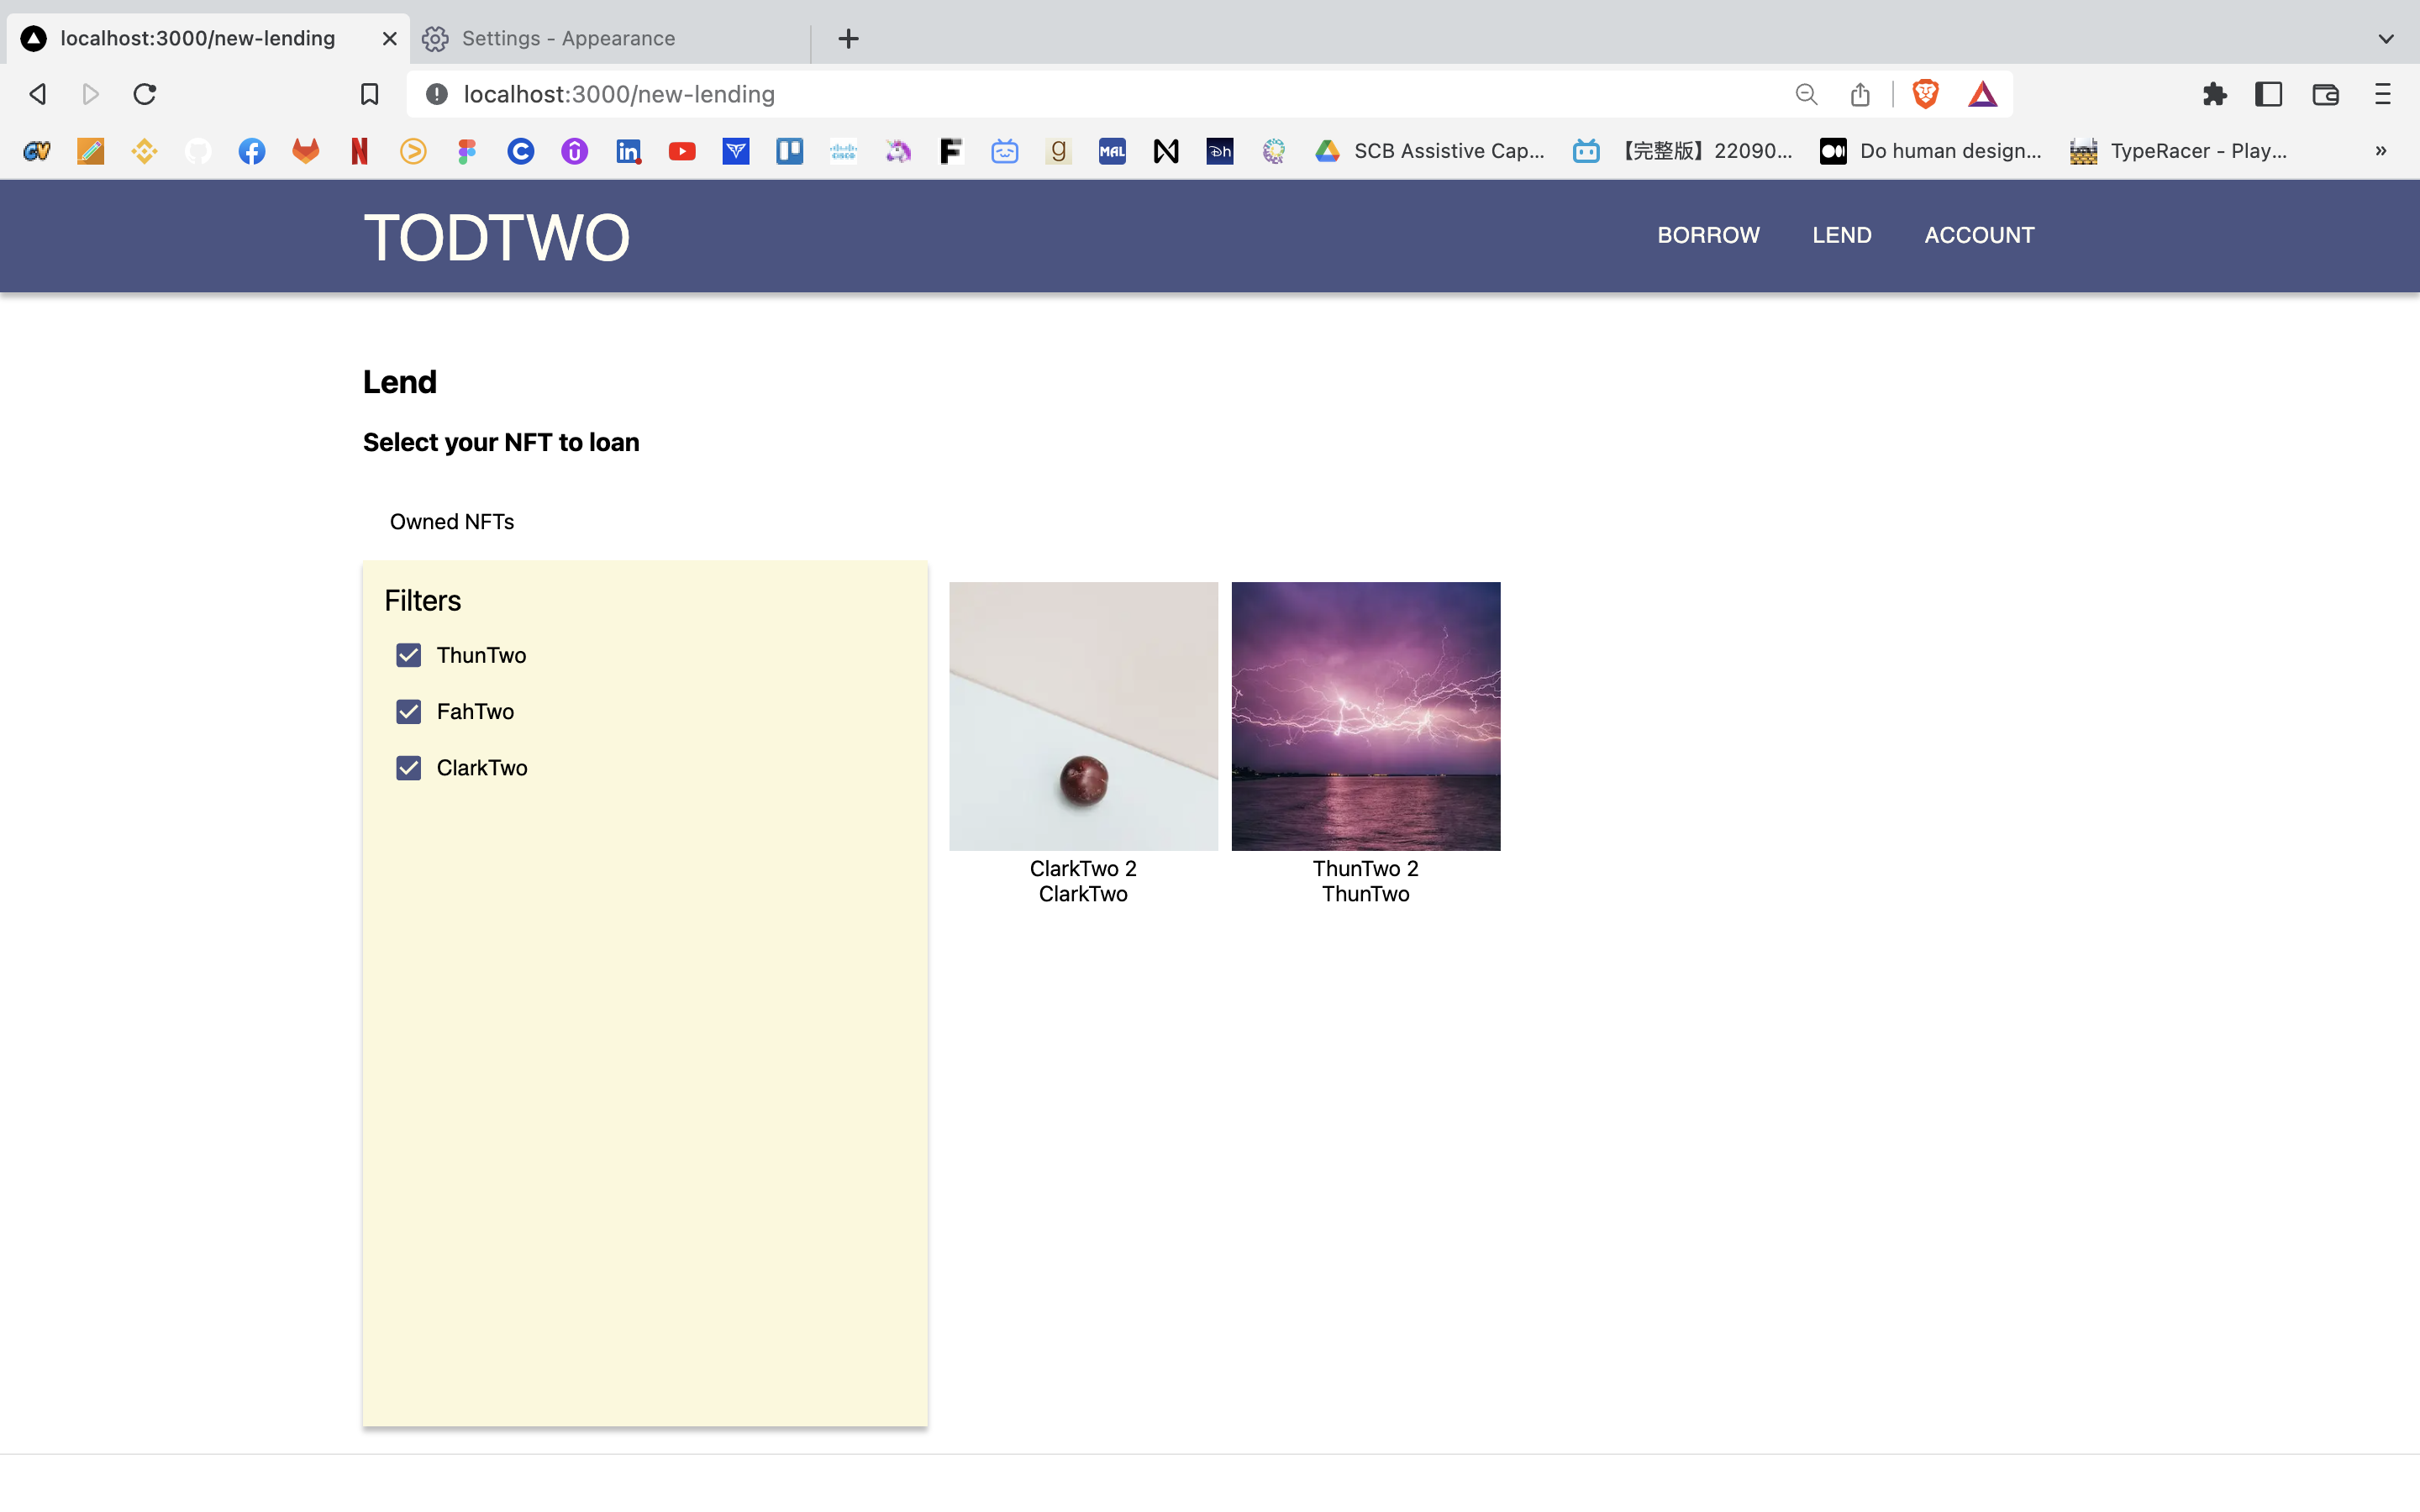 localhost:3000/new-lending
Settings - Appearance
localhost:3000/new-lending
SCB Assistive Cap...
【完整版】22090...
Do human design...
TypeRacer - Play...
TODTWO
BORROW
LEND
ACCOUNT
Lend
Select your NFT to loan
Owned NFTs
Filters
ThunTwo
FahTwo
ClarkTwo
ClarkTwo 2
ClarkTwo
ThunTwo 2
ThunTwo